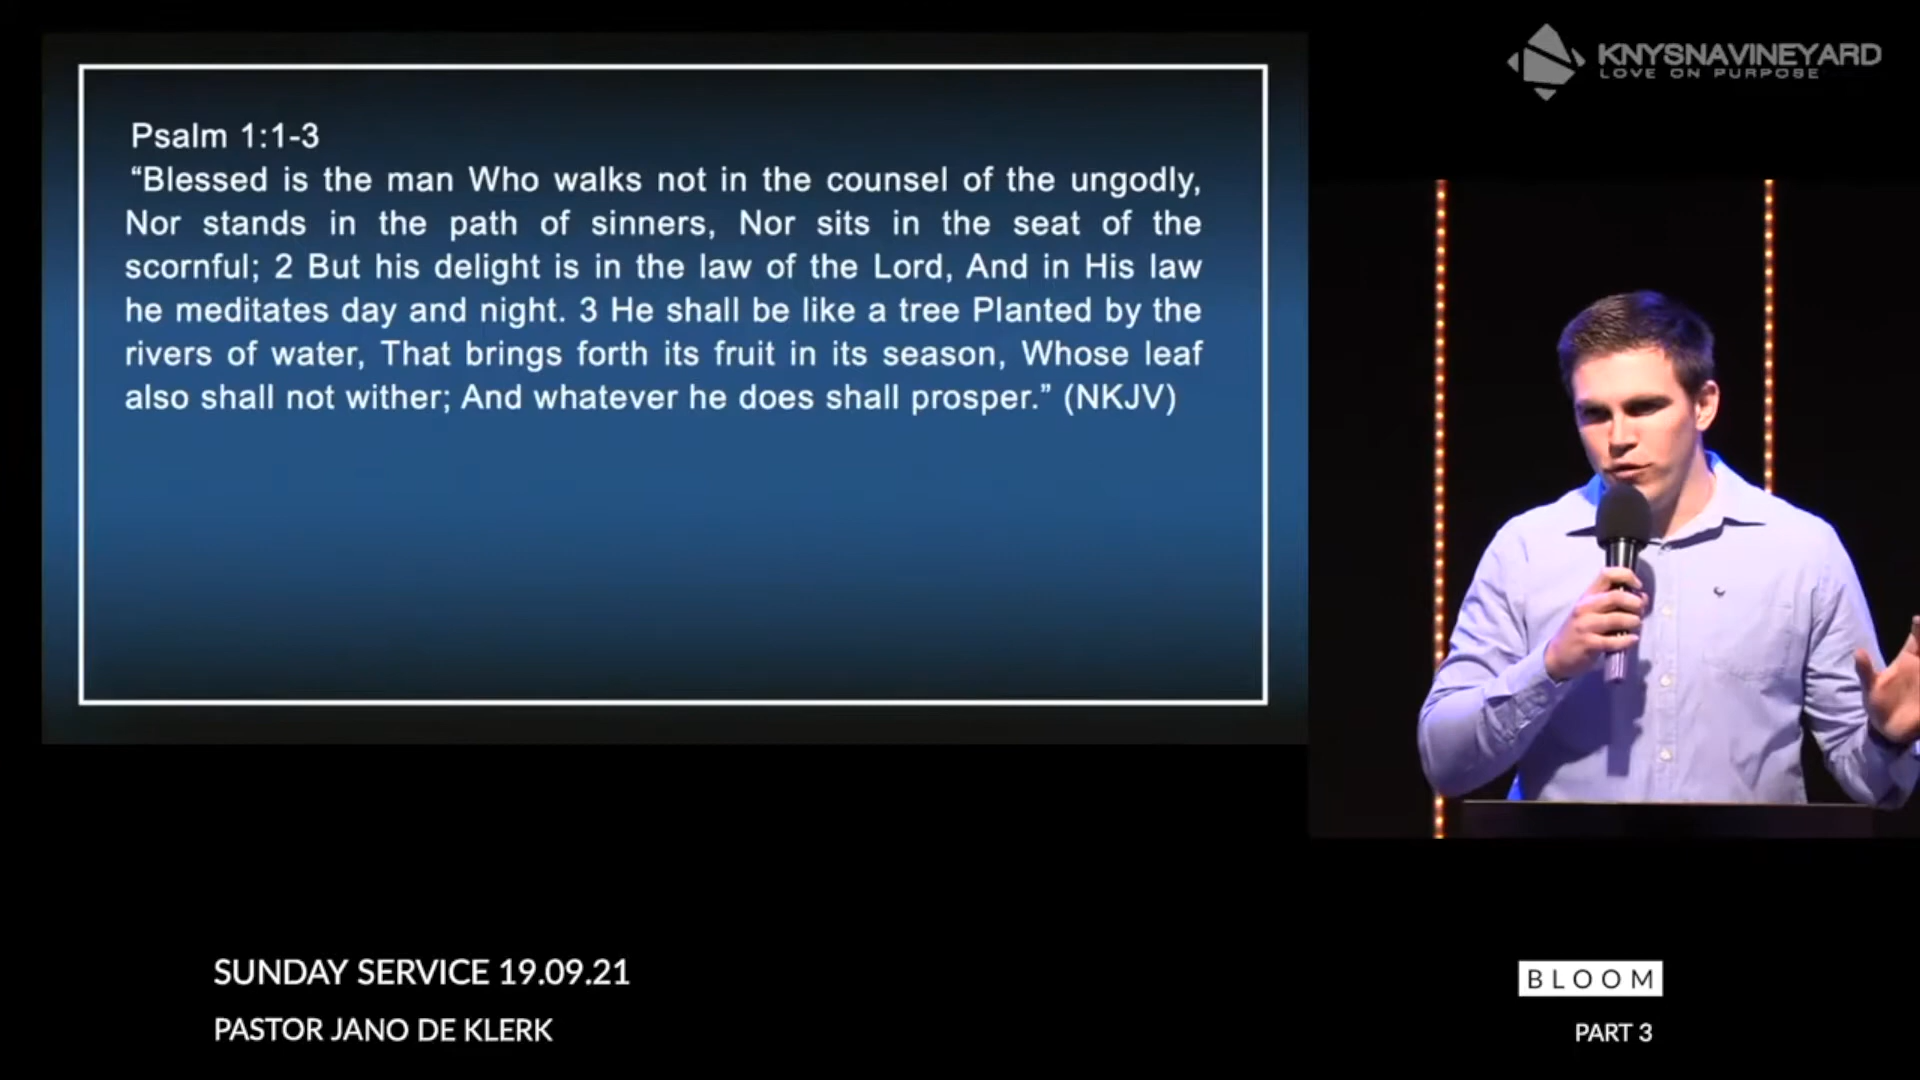 KNYSNAVINEYARD
LOVE ON PURPOSE
Psalm 1:1-3
“Blessed is the man Who walks not in the counsel of the ungodly,
Nor stands in the path of sinners, Nor sits in the seat of the
scornful; 2 But his delight is in the law of the Lord, And in His law
he meditates day and night. 3 He shall be like a tree Planted by the
rivers of water, That brings forth its fruit in its season, Whose leaf
also shall not wither; And whatever he does shall prosper.” (NKJV)
SUNDAY SERVICE 19.09.21
PASTOR JANO DE KLERK
BLOOM
PART 3